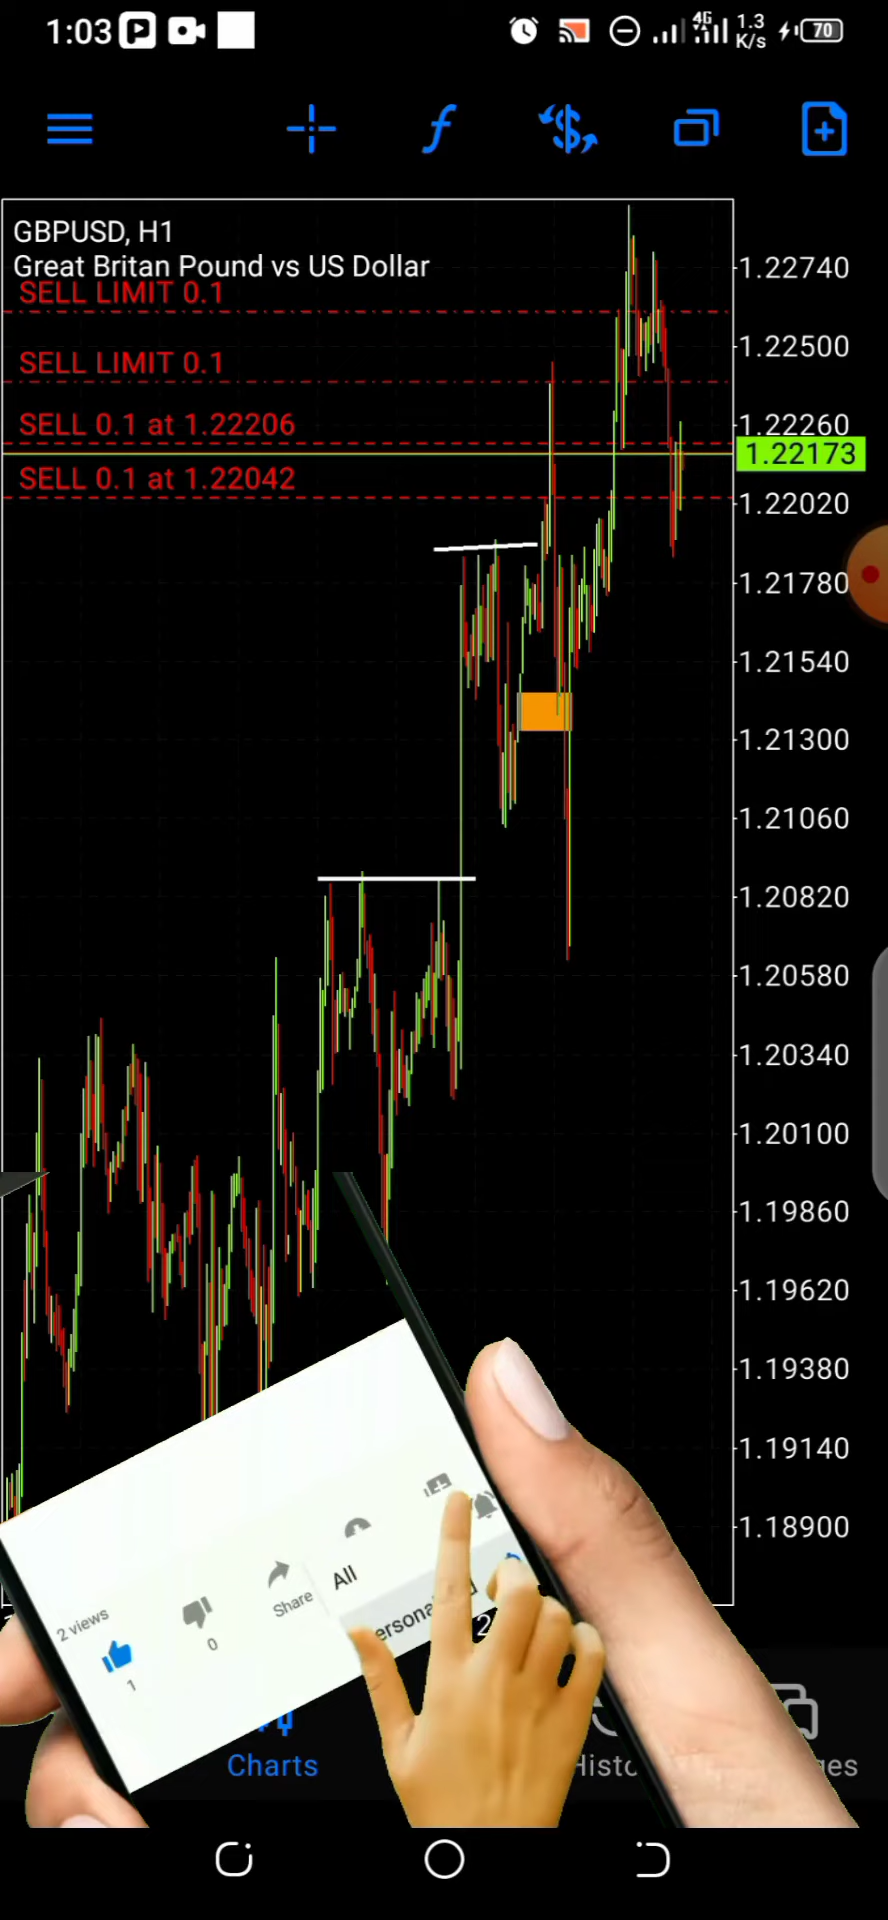 1:03
4G 1.3 K/s 70
GBPUSD, H1
Great Britan Pound vs US Dollar
SELL LIMIT 0.1
SELL LIMIT 0.1
SELL 0.1 at 1.22206
SELL 0.1 at 1.22042
1.22740
1.22500
1.22260
1.22173
1.22020
1.21780
1.21540
1.21300
1.21060
1.20820
1.20580
1.20340
1.20100
1.19860
1.19620
1.19380
1.19140
1.18900
2 views
1
0
Share
All
Charts